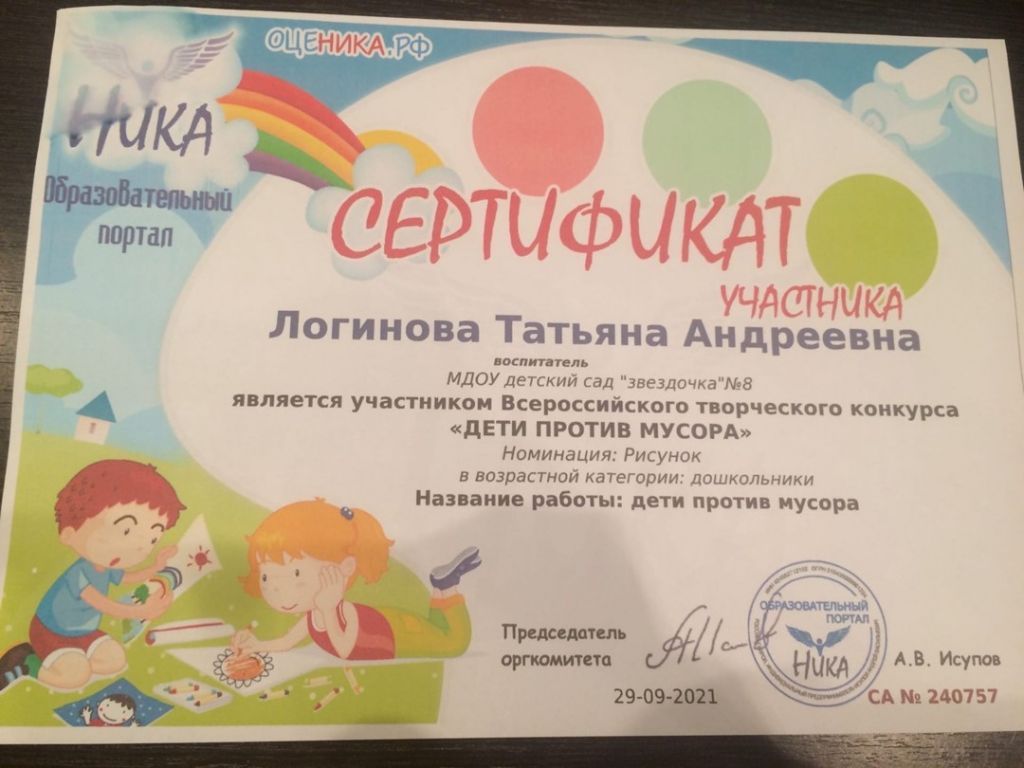 ОЦЕНИКА.РФ
НИКА
Образовательный
портал
СЕРТИФИКАТ
УЧАСТНИКА
Логинова Татьяна Андреевна
воспитатель
МДОУ детский сад "звездочка"№8
является участником Всероссийского творческого конкурса
«ДЕТИ ПРОТИВ МУСОРА»
Номинация: Рисунок
в возрастной категории: дошкольники
Название работы: дети против мусора
Председатель
оргкомитета
ОБРАЗОВАТЕЛЬНЫЙ
ПОРТАЛ
НИКА
А.В. Исупов
29-09-2021
СА № 240757